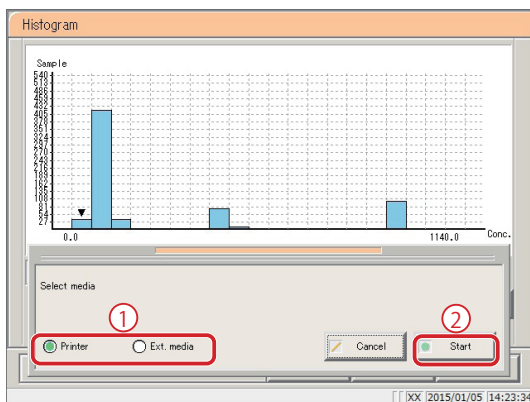 Histogram
Sample
540
513
486
459
432
405
378
351
324
297
270
243
216
189
162
135
108
81
54
27
0.0
1140.0
Conc.
Select media
1
2
Printer
Ext. media
Cancel
Start
XX 2015/01/05 14:23:34